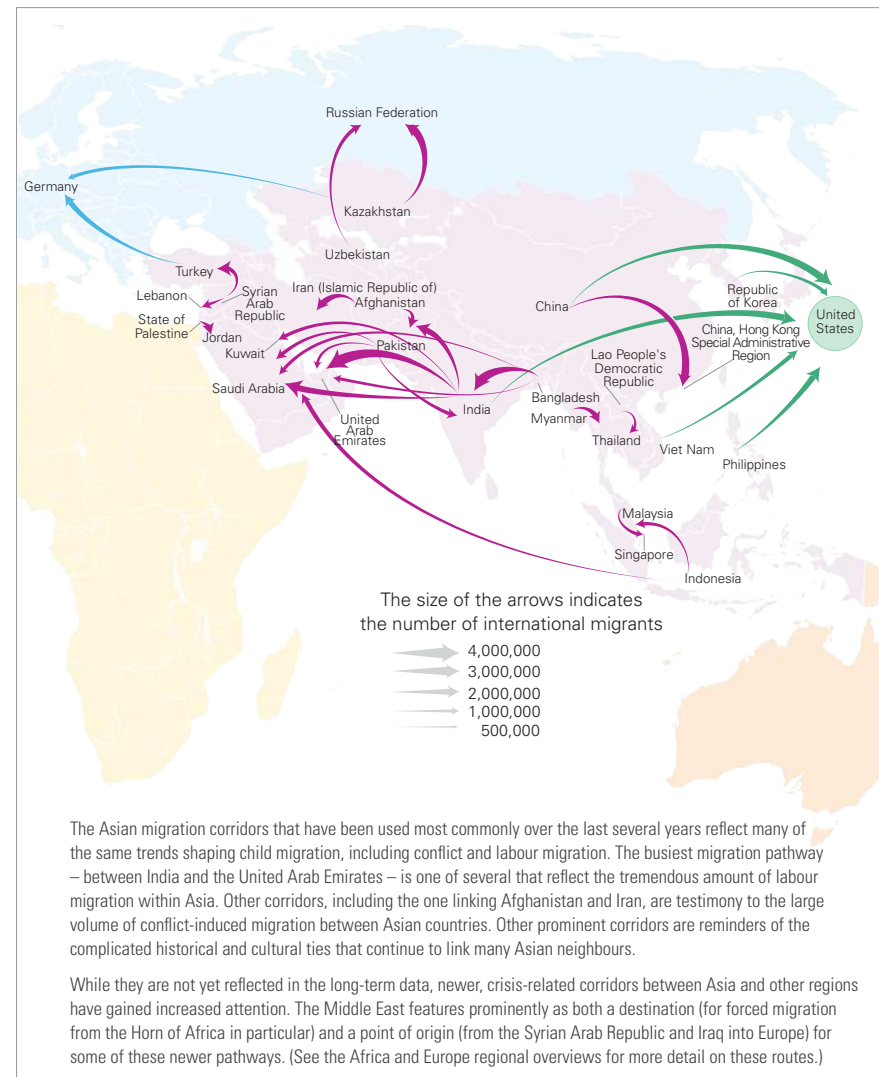 Russian Federation
Germany
Kazakhstan
Uzbekistan
Turkey
Lebanon
Syrian
Arab
Republic
State of
Palestine
Jordan
Iran (Islamic Republic of)
Afghanistan
Kuwait
Pakistan
Saudi Arabia
United
Arab
Emirates
India
China
Republic
of Korea
United
States
China, Hong Kong
Special Administrative
Region
Lao People's
Democratic
Republic
Bangladesh
Myanmar
Thailand
Viet Nam
Philippines
Malaysia
Singapore
Indonesia
The size of the arrows indicates
the number of international migrants
4,000,000
3,000,000
2,000,000
1,000,000
500,000
The Asian migration corridors that have been used most commonly over the last several years reflect many of
the same trends shaping child migration, including conflict and labour migration. The busiest migration pathway
– between India and the United Arab Emirates – is one of several that reflect the tremendous amount of labour
migration within Asia. Other corridors, including the one linking Afghanistan and Iran, are testimony to the large
volume of conflict-induced migration between Asian countries. Other prominent corridors are reminders of the
complicated historical and cultural ties that continue to link many Asian neighbours.
While they are not yet reflected in the long-term data, newer, crisis-related corridors between Asia and other regions
have gained increased attention. The Middle East features prominently as both a destination (for forced migration
from the Horn of Africa in particular) and a point of origin (from the Syrian Arab Republic and Iraq into Europe) for
some of these newer pathways. (See the Africa and Europe regional overviews for more detail on these routes.)